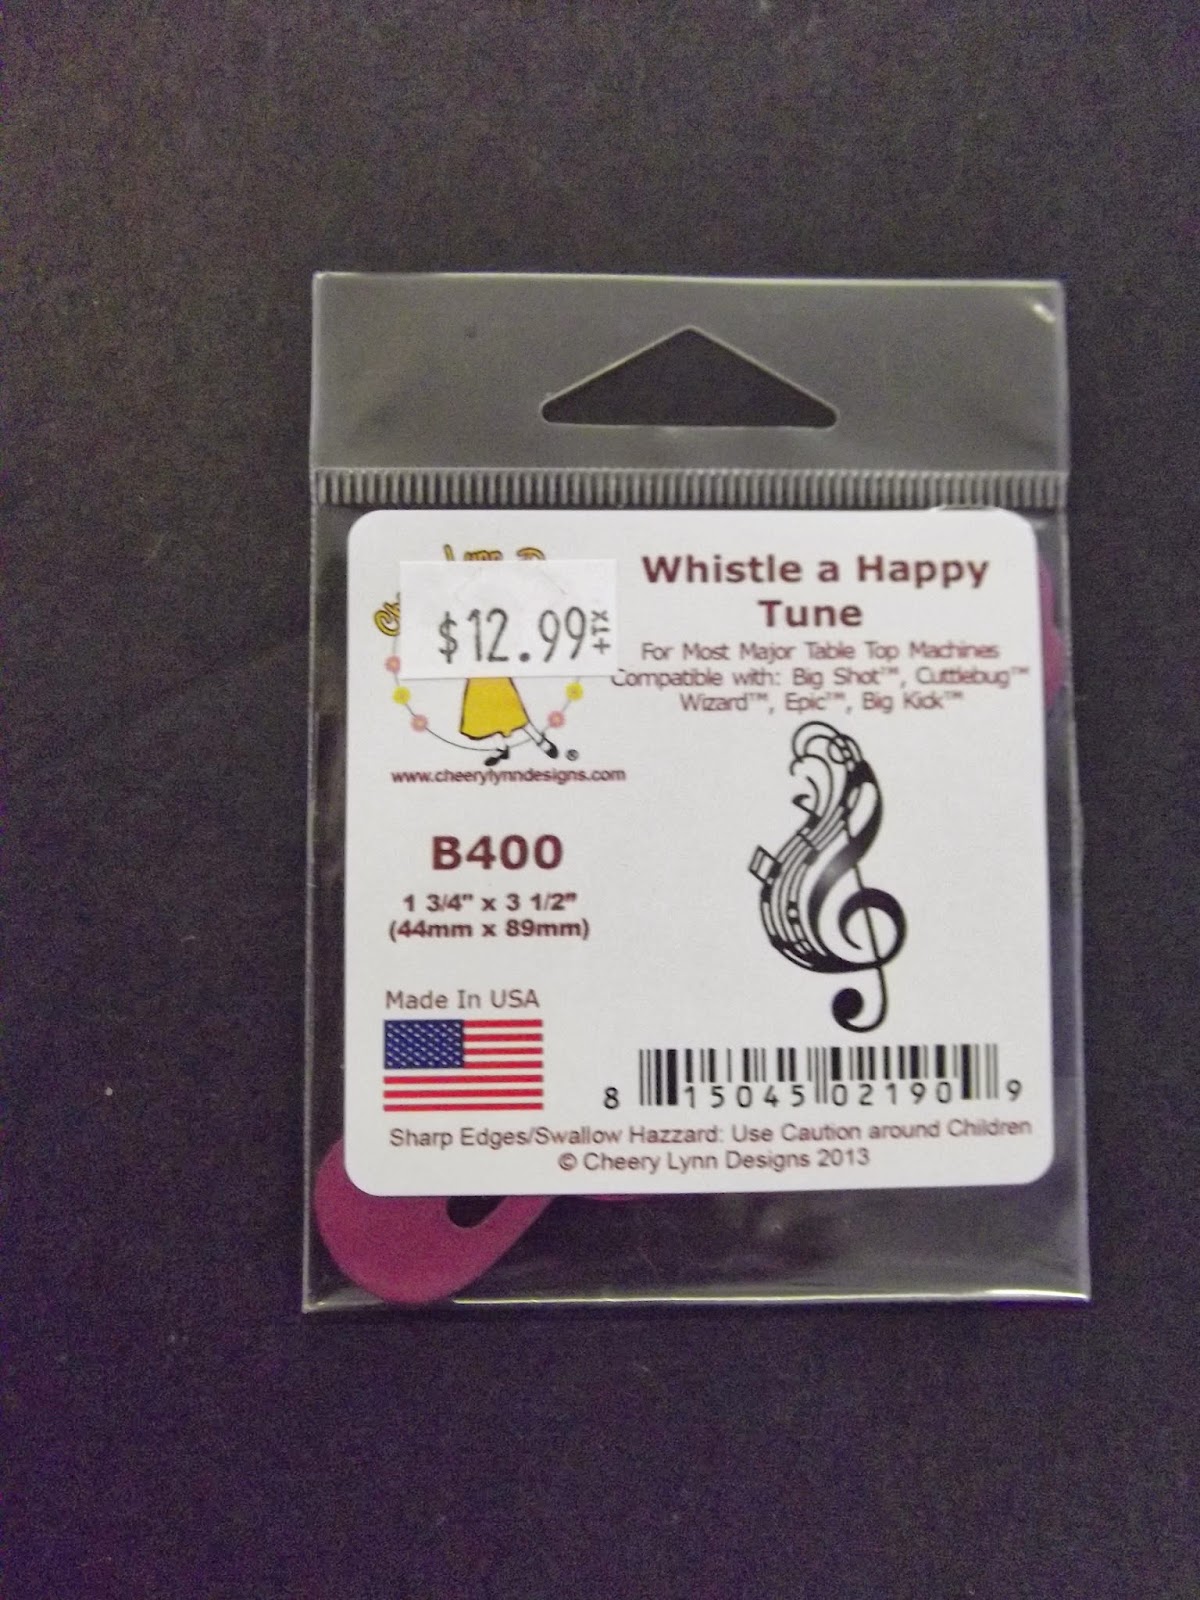 Lynn
$12.99 +TX
www.cheerylynndesigns.com
Whistle a Happy
Tune
For Most Major Table Top Machines
Compatible with: Big Shot™, Cuttlebug™
Wizard™, Epic™, Big Kick™
B400
1 3/4" x 3 1/2"
(44mm x 89mm)
Made In USA
8 15045 02190 9
Sharp Edges/Swallow Hazzard: Use Caution around Children
© Cheery Lynn Designs 2013